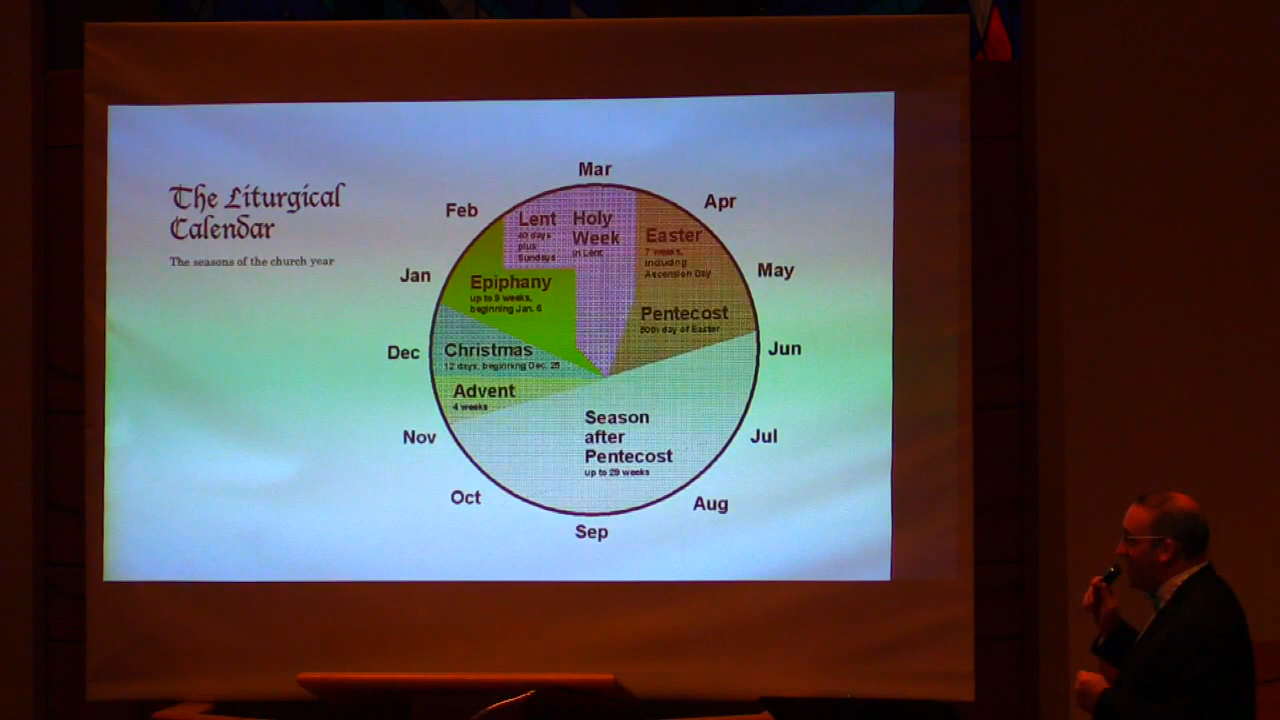 The Liturgical
Calendar
The seasons of the church year
Mar
Apr
May
Jun
Jul
Aug
Sep
Oct
Nov
Dec
Jan
Feb
Lent
40 days
plus
Sundays
Holy
Week
in Lent
Easter
7 weeks,
including
Ascension Day
Pentecost
50th day of Easter
Season
after
Pentecost
up to 29 weeks
Advent
4 weeks
Christmas
12 days, beginning Dec. 25
Epiphany
up to 9 weeks,
beginning Jan. 6